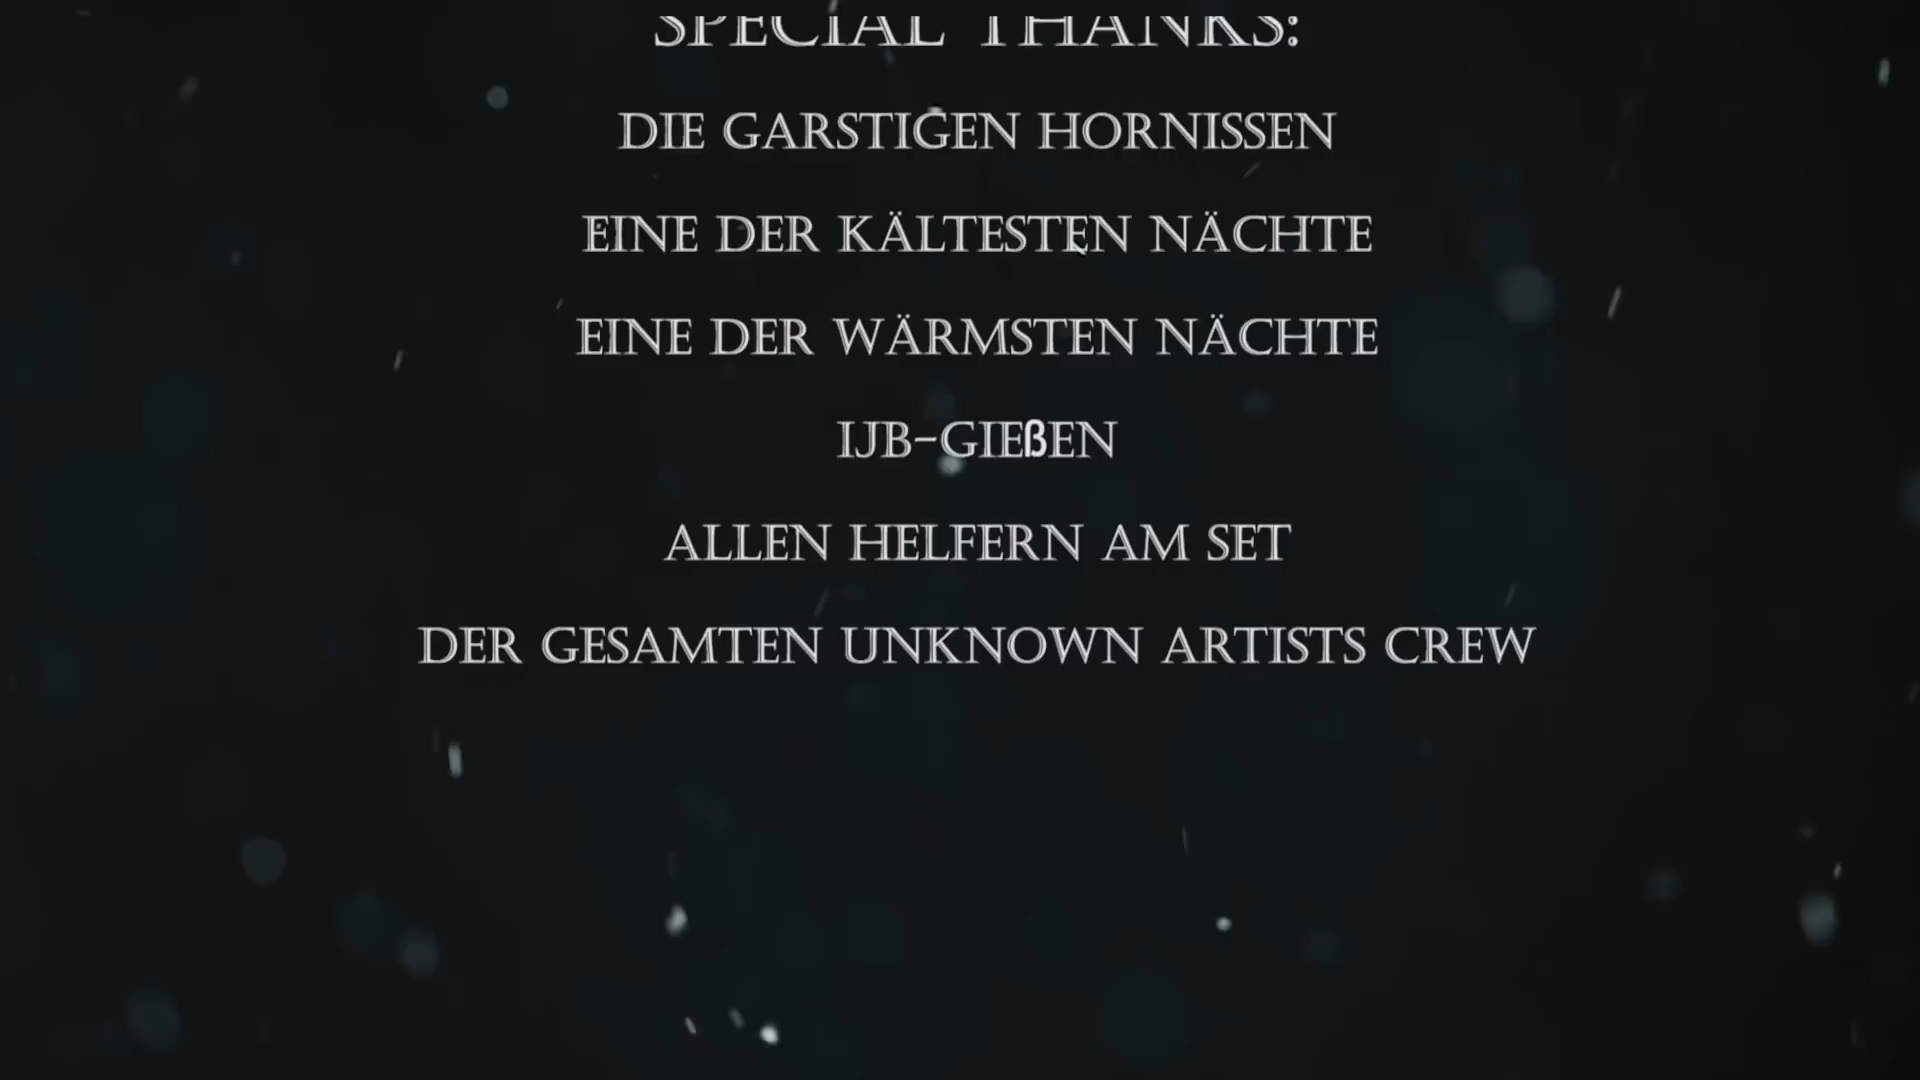 SPECIAL THANKS:
DIE GARSTIGEN HORNISSEN
EINE DER KÄLTESTEN NÄCHTE
EINE DER WÄRMSTEN NÄCHTE
IJB-GIEßEN
ALLEN HELFERN AM SET
DER GESAMTEN UNKNOWN ARTISTS CREW